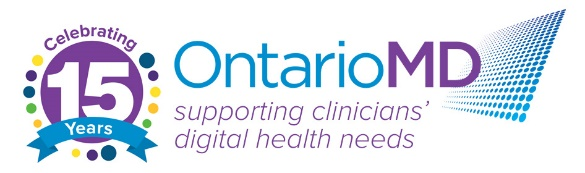 Celebrating
15
Years
OntarioMD
supporting clinicians'
digital health needs